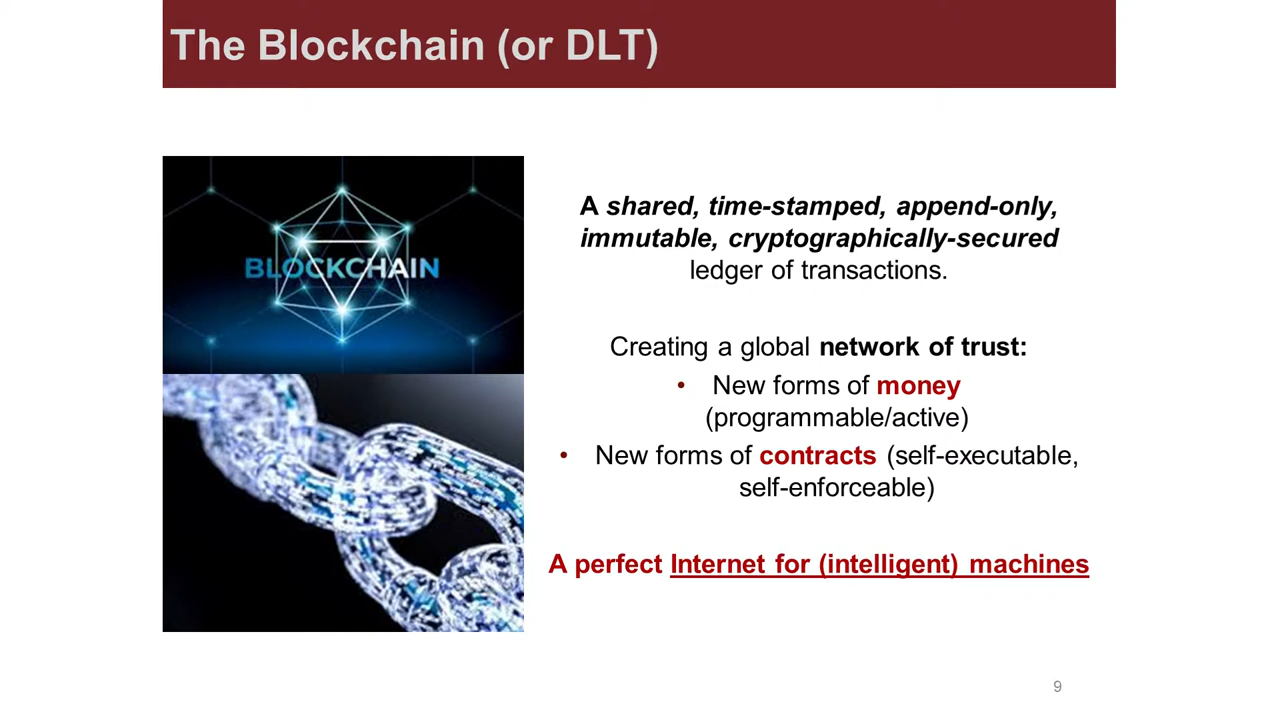 The Blockchain (or DLT)
BLOCKCHAIN
A shared, time-stamped, append-only,
immutable, cryptographically-secured
ledger of transactions.
Creating a global network of trust:
• New forms of money
(programmable/active)
• New forms of contracts (self-executable,
self-enforceable)
A perfect Internet for (intelligent) machines
9